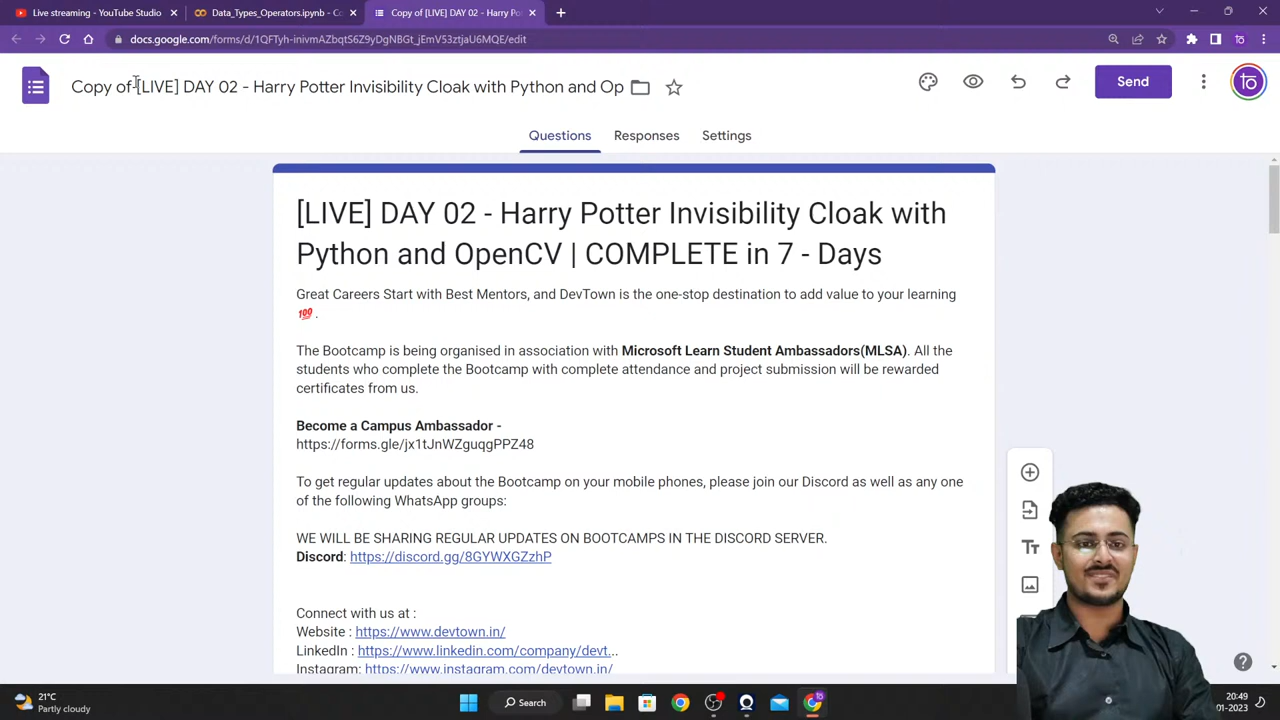 Live streaming - YouTube Studio
Data_Types_Operators.ipynb - Co
Copy of [LIVE] DAY 02 - Harry Pot
docs.google.com/forms/d/1QFTyh-inivmAZbqtS6Z9yDgNBGt_jEmV53ztjaU6MQE/edit
Copy of [LIVE] DAY 02 - Harry Potter Invisibility Cloak with Python and Op
Send
Questions
Responses
Settings
[LIVE] DAY 02 - Harry Potter Invisibility Cloak with
Python and OpenCV | COMPLETE in 7 - Days
Great Careers Start with Best Mentors, and DevTown is the one-stop destination to add value to your learning
💯 .
The Bootcamp is being organised in association with Microsoft Learn Student Ambassadors(MLSA). All the
students who complete the Bootcamp with complete attendance and project submission will be rewarded
certificates from us.
Become a Campus Ambassador -
https://forms.gle/jx1tJnWZguqgPPZ48
To get regular updates about the Bootcamp on your mobile phones, please join our Discord as well as any one
of the following WhatsApp groups:
WE WILL BE SHARING REGULAR UPDATES ON BOOTCAMPS IN THE DISCORD SERVER.
Discord: https://discord.gg/8GYWXGZzhP
Connect with us at :
Website : https://www.devtown.in/
LinkedIn : https://www.linkedin.com/company/devt...
Instagram: https://www.instagram.com/devtown.in/
21°C
Partly cloudy
Search
20:49
01-2023